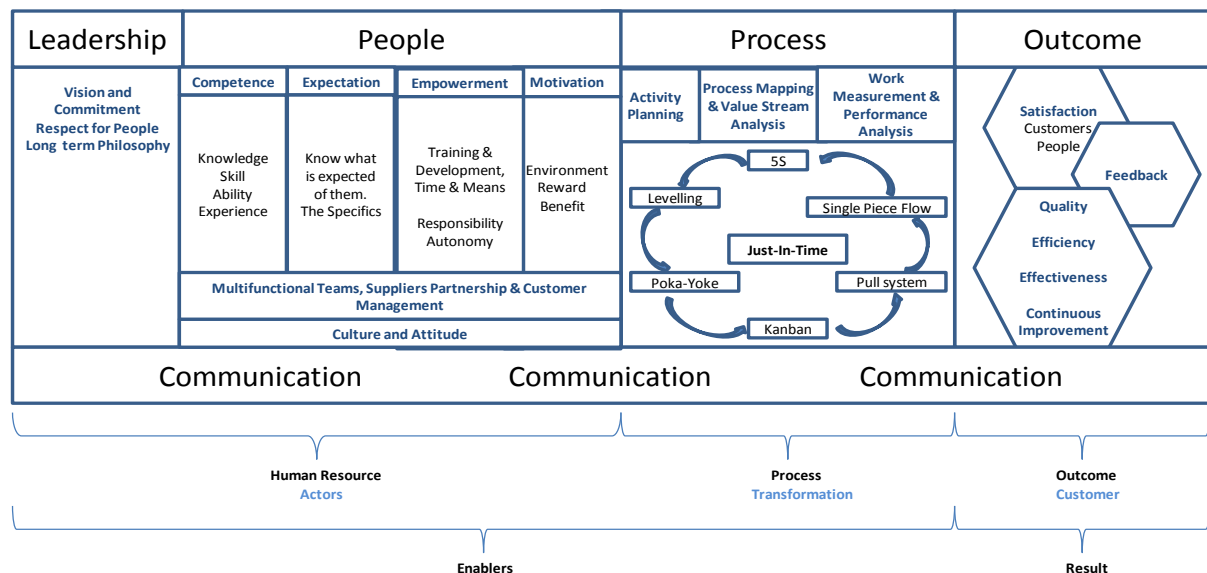 Leadership
People
Process
Outcome
Vision and
Commitment
Respect for People
Long term Philosophy
Competence
Expectation
Empowerment
Motivation
Knowledge
Skill
Ability
Experience
Know what
is expected
of them.
The Specifics
Training &
Development,
Time & Means
Responsibility
Autonomy
Environment
Reward
Benefit
Multifunctional Teams, Suppliers Partnership & Customer
Management
Culture and Attitude
Activity
Planning
Process Mapping
& Value Stream
Analysis
Work
Measurement &
Performance
Analysis
5S
Levelling
Single Piece Flow
Just-In-Time
Poka-Yoke
Pull system
Kanban
Satisfaction
Customers
People
Feedback
Quality
Efficiency
Effectiveness
Continuous
Improvement
Communication
Communication
Communication
Human Resource
Actors
Process
Transformation
Outcome
Customer
Enablers
Result